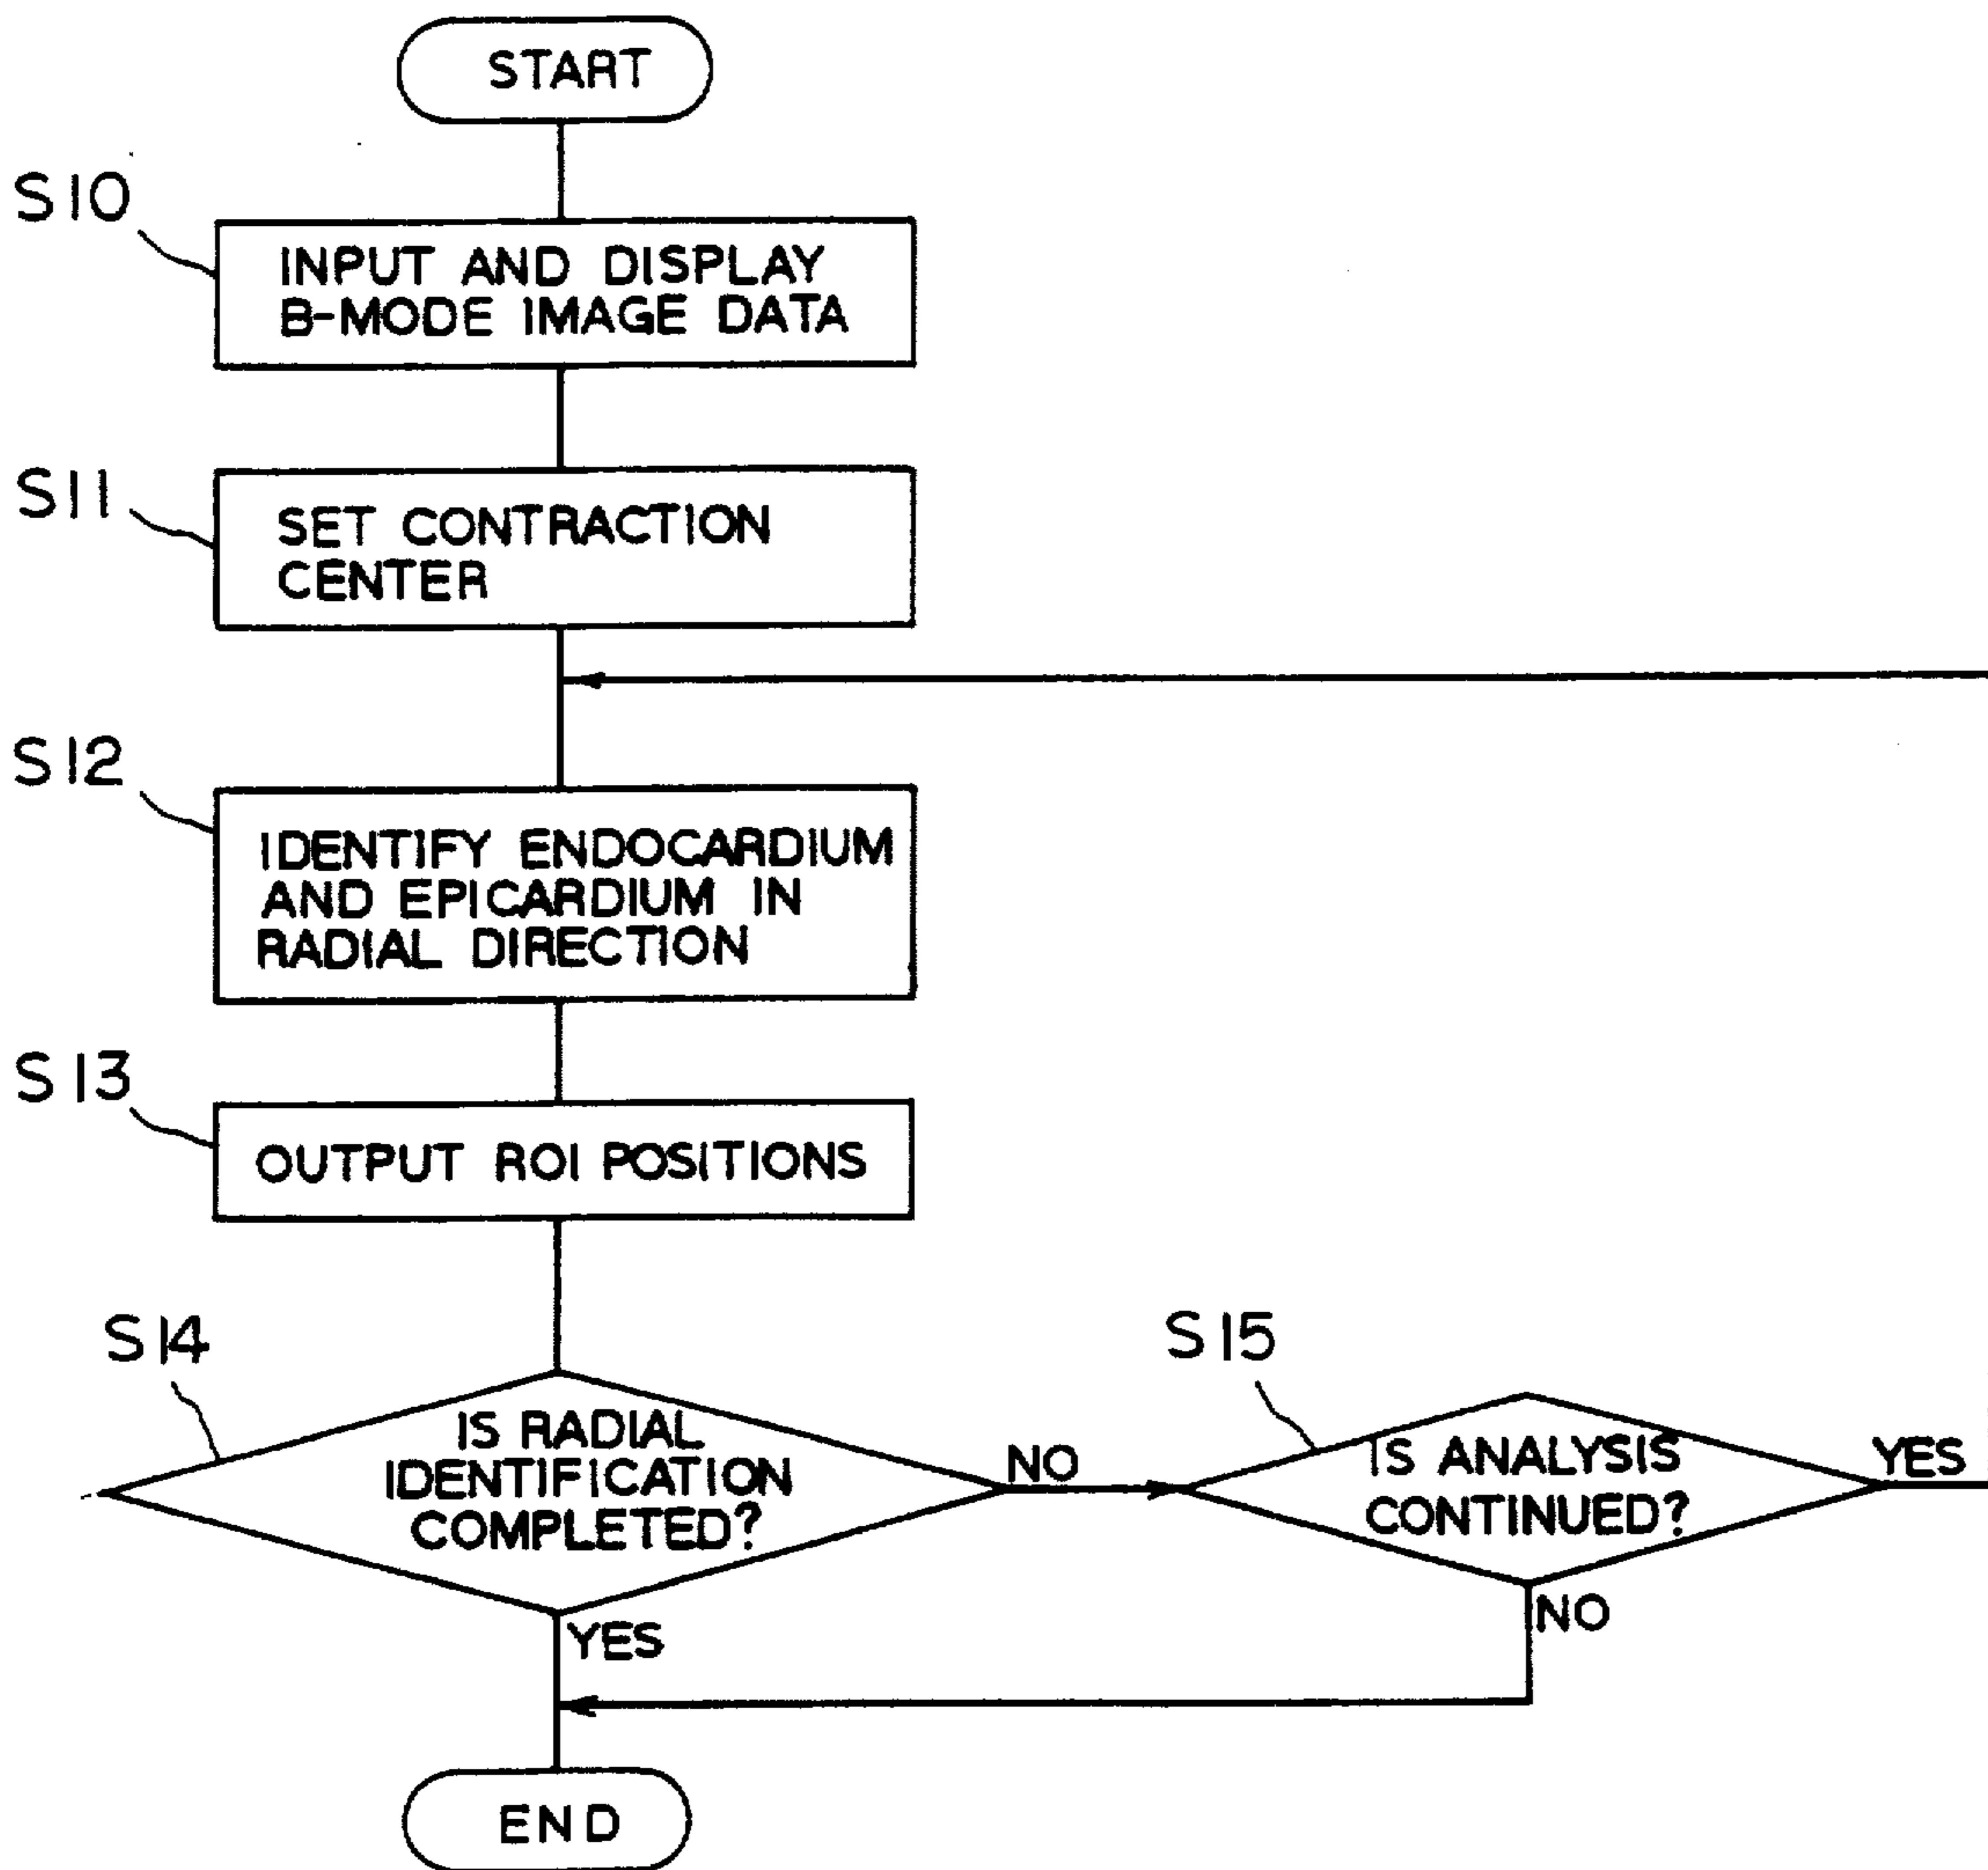 START
S10
INPUT AND DISPLAY
B-MODE IMAGE DATA
S11
SET CONTRACTION
CENTER
S12
IDENTIFY ENDOCARDIUM
AND EPICARDIUM IN
RADIAL DIRECTION
S13
OUTPUT ROI POSITIONS
S14
IS RADIAL
IDENTIFICATION
COMPLETED?
NO
YES
S15
IS ANALYSIS
CONTINUED?
YES
NO
END